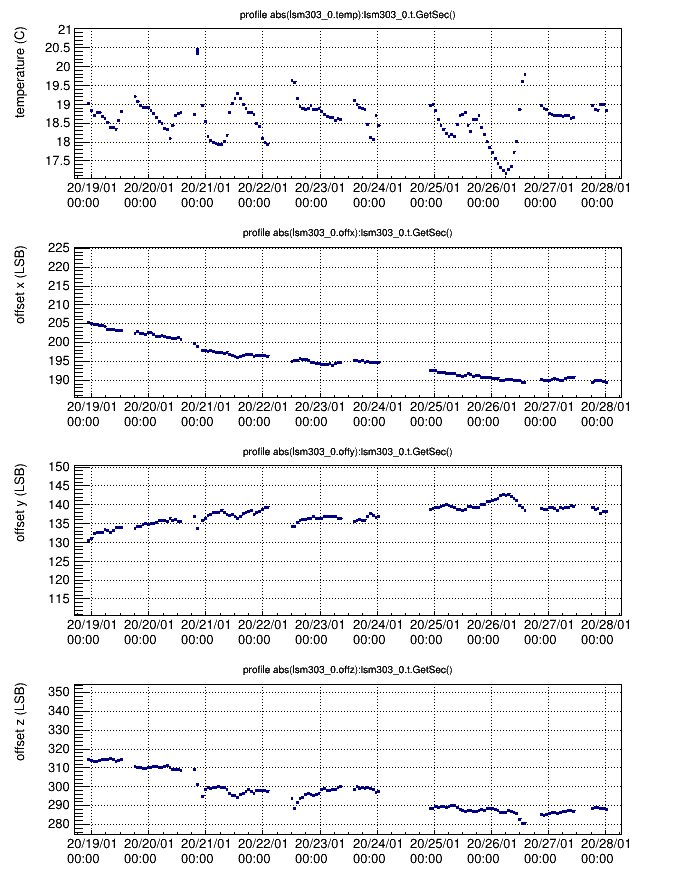 profile abs(lsm303_0.temp):lsm303_0.t.GetSec()
temperature (C)
21
20.5
20
19.5
19
18.5
18
17.5
20/19/01 20/20/01 20/21/01 20/22/01 20/23/01 20/24/01 20/25/01 20/26/01 20/27/01 20/28/01
00:00 00:00 00:00 00:00 00:00 00:00 00:00 00:00 00:00 00:00
profile abs(lsm303_0.offx):lsm303_0.t.GetSec()
offset x (LSB)
225
220
215
210
205
200
195
190
20/19/01 20/20/01 20/21/01 20/22/01 20/23/01 20/24/01 20/25/01 20/26/01 20/27/01 20/28/01
00:00 00:00 00:00 00:00 00:00 00:00 00:00 00:00 00:00 00:00
profile abs(lsm303_0.offy):lsm303_0.t.GetSec()
offset y (LSB)
150
145
140
135
130
125
120
115
20/19/01 20/20/01 20/21/01 20/22/01 20/23/01 20/24/01 20/25/01 20/26/01 20/27/01 20/28/01
00:00 00:00 00:00 00:00 00:00 00:00 00:00 00:00 00:00 00:00
profile abs(lsm303_0.offz):lsm303_0.t.GetSec()
offset z (LSB)
350
340
330
320
310
300
290
280
20/19/01 20/20/01 20/21/01 20/22/01 20/23/01 20/24/01 20/25/01 20/26/01 20/27/01 20/28/01
00:00 00:00 00:00 00:00 00:00 00:00 00:00 00:00 00:00 00:00